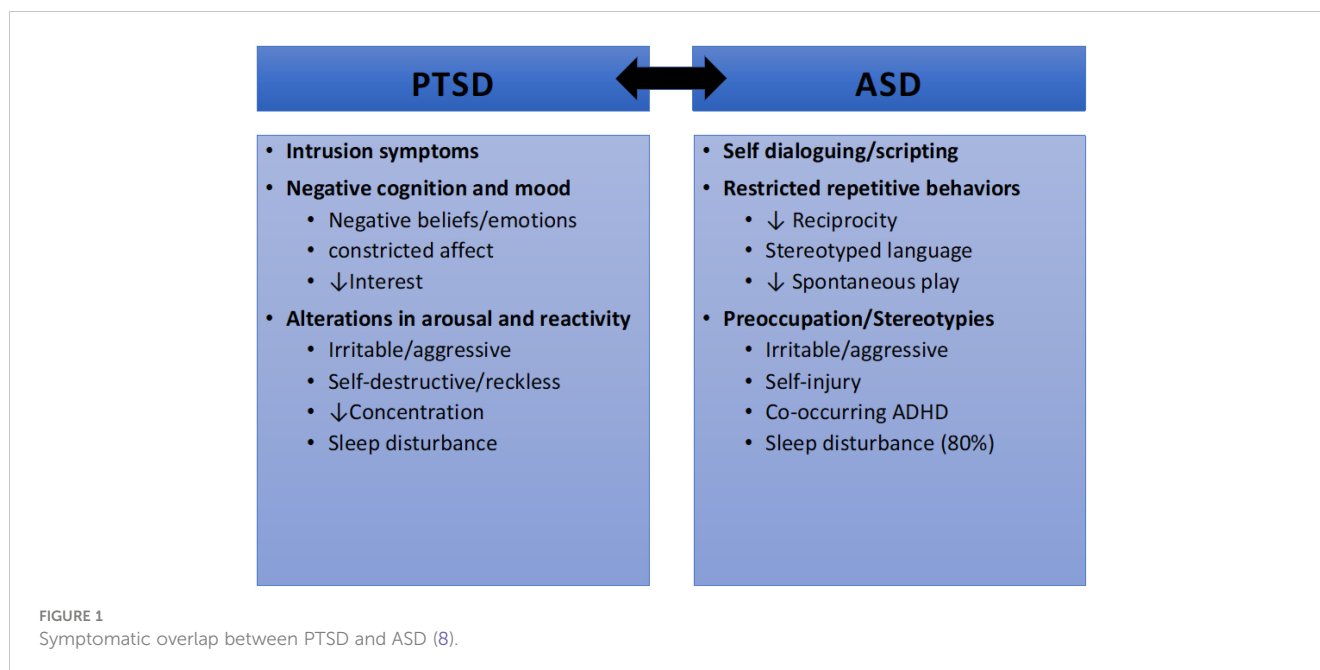 PTSD
ASD
• Intrusion symptoms
• Negative cognition and mood
• Negative beliefs/emotions
• constricted affect
• ↓Interest
• Alterations in arousal and reactivity
• Irritable/aggressive
• Self-destructive/reckless
• ↓Concentration
• Sleep disturbance
• Self dialoguing/scripting
• Restricted repetitive behaviors
• ↓ Reciprocity
• Stereotyped language
• ↓ Spontaneous play
• Preoccupation/Stereotypies
• Irritable/aggressive
• Self-injury
• Co-occurring ADHD
• Sleep disturbance (80%)
FIGURE 1
Symptomatic overlap between PTSD and ASD (8).